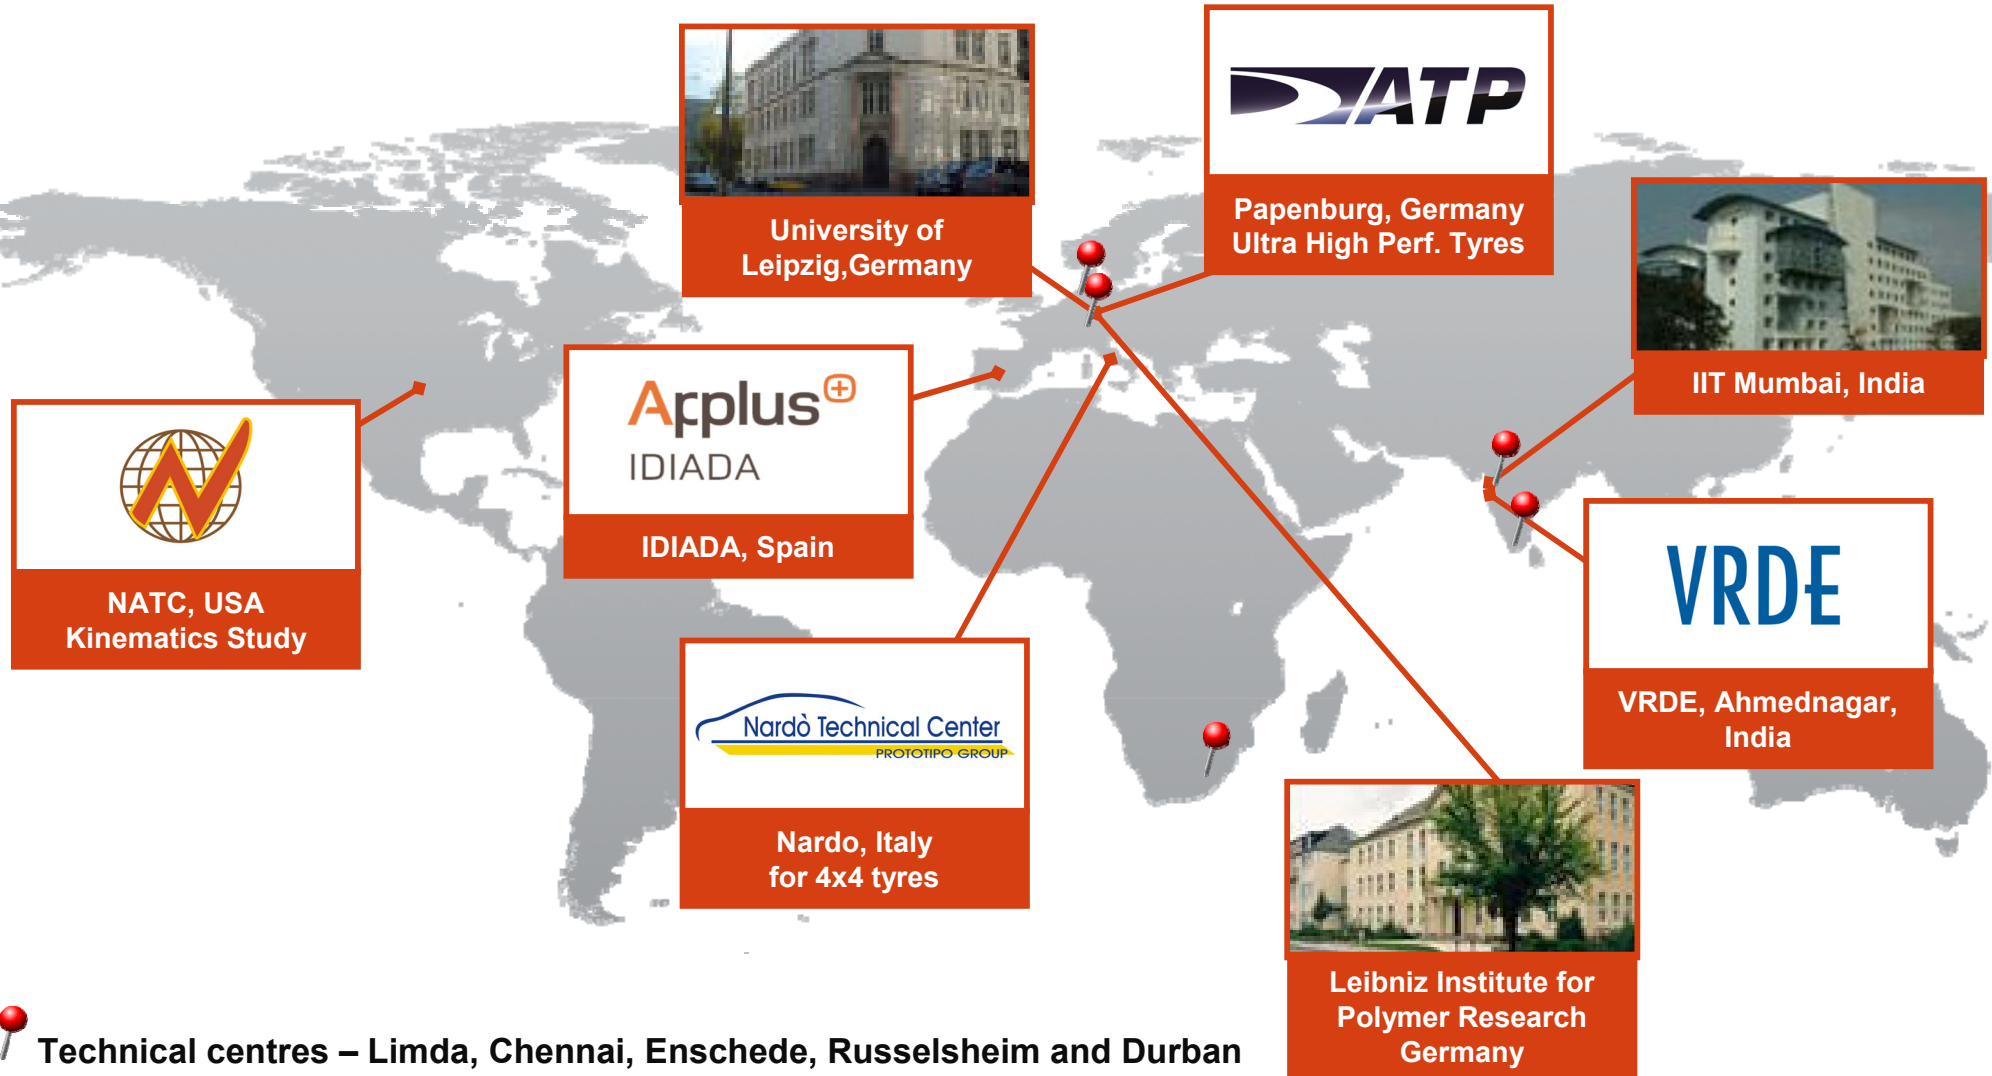 ATP
University of
Leipzig,Germany
Papenburg, Germany
Ultra High Perf. Tyres
IIT Mumbai, India
Applus+
IDIADA
IDIADA, Spain
NATC, USA
Kinematics Study
VRDE
VRDE, Ahmednagar,
India
Nardò Technical Center
PROTOTIPO GROUP
Nardo, Italy
for 4x4 tyres
Leibniz Institute for
Polymer Research
Germany
Technical centres – Limda, Chennai, Enschede, Russelsheim and Durban